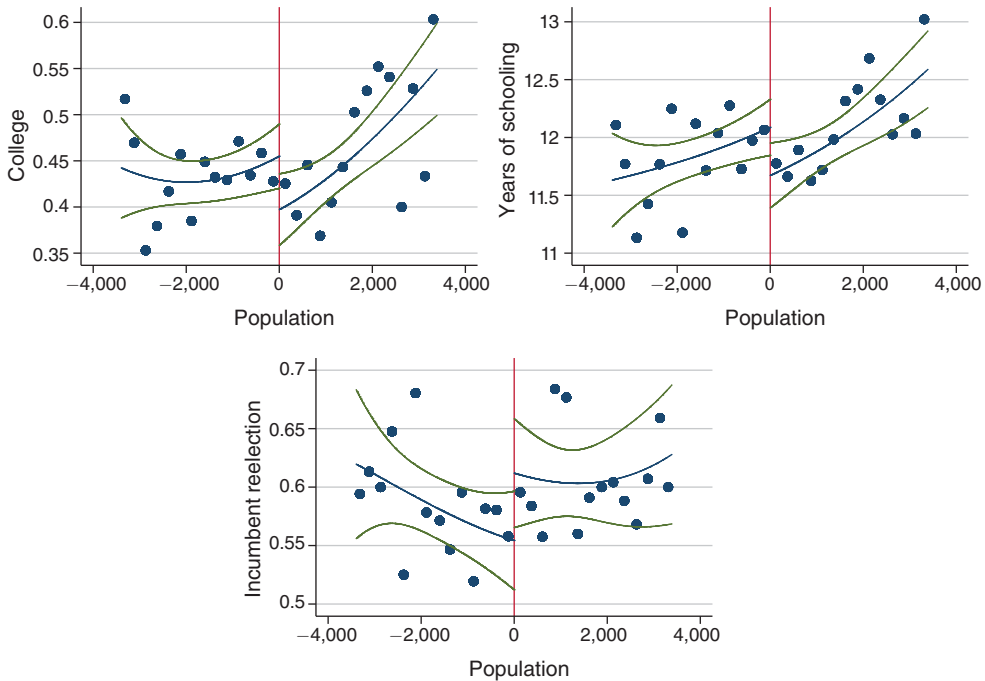 College
0.6
0.55
0.5
0.45
0.4
0.35
−4,000 −2,000 0 2,000 4,000
Population
Years of schooling
13
12.5
12
11.5
11
−4,000 −2,000 0 2,000 4,000
Population
Incumbent reelection
0.7
0.65
0.6
0.55
0.5
−4,000 −2,000 0 2,000 4,000
Population